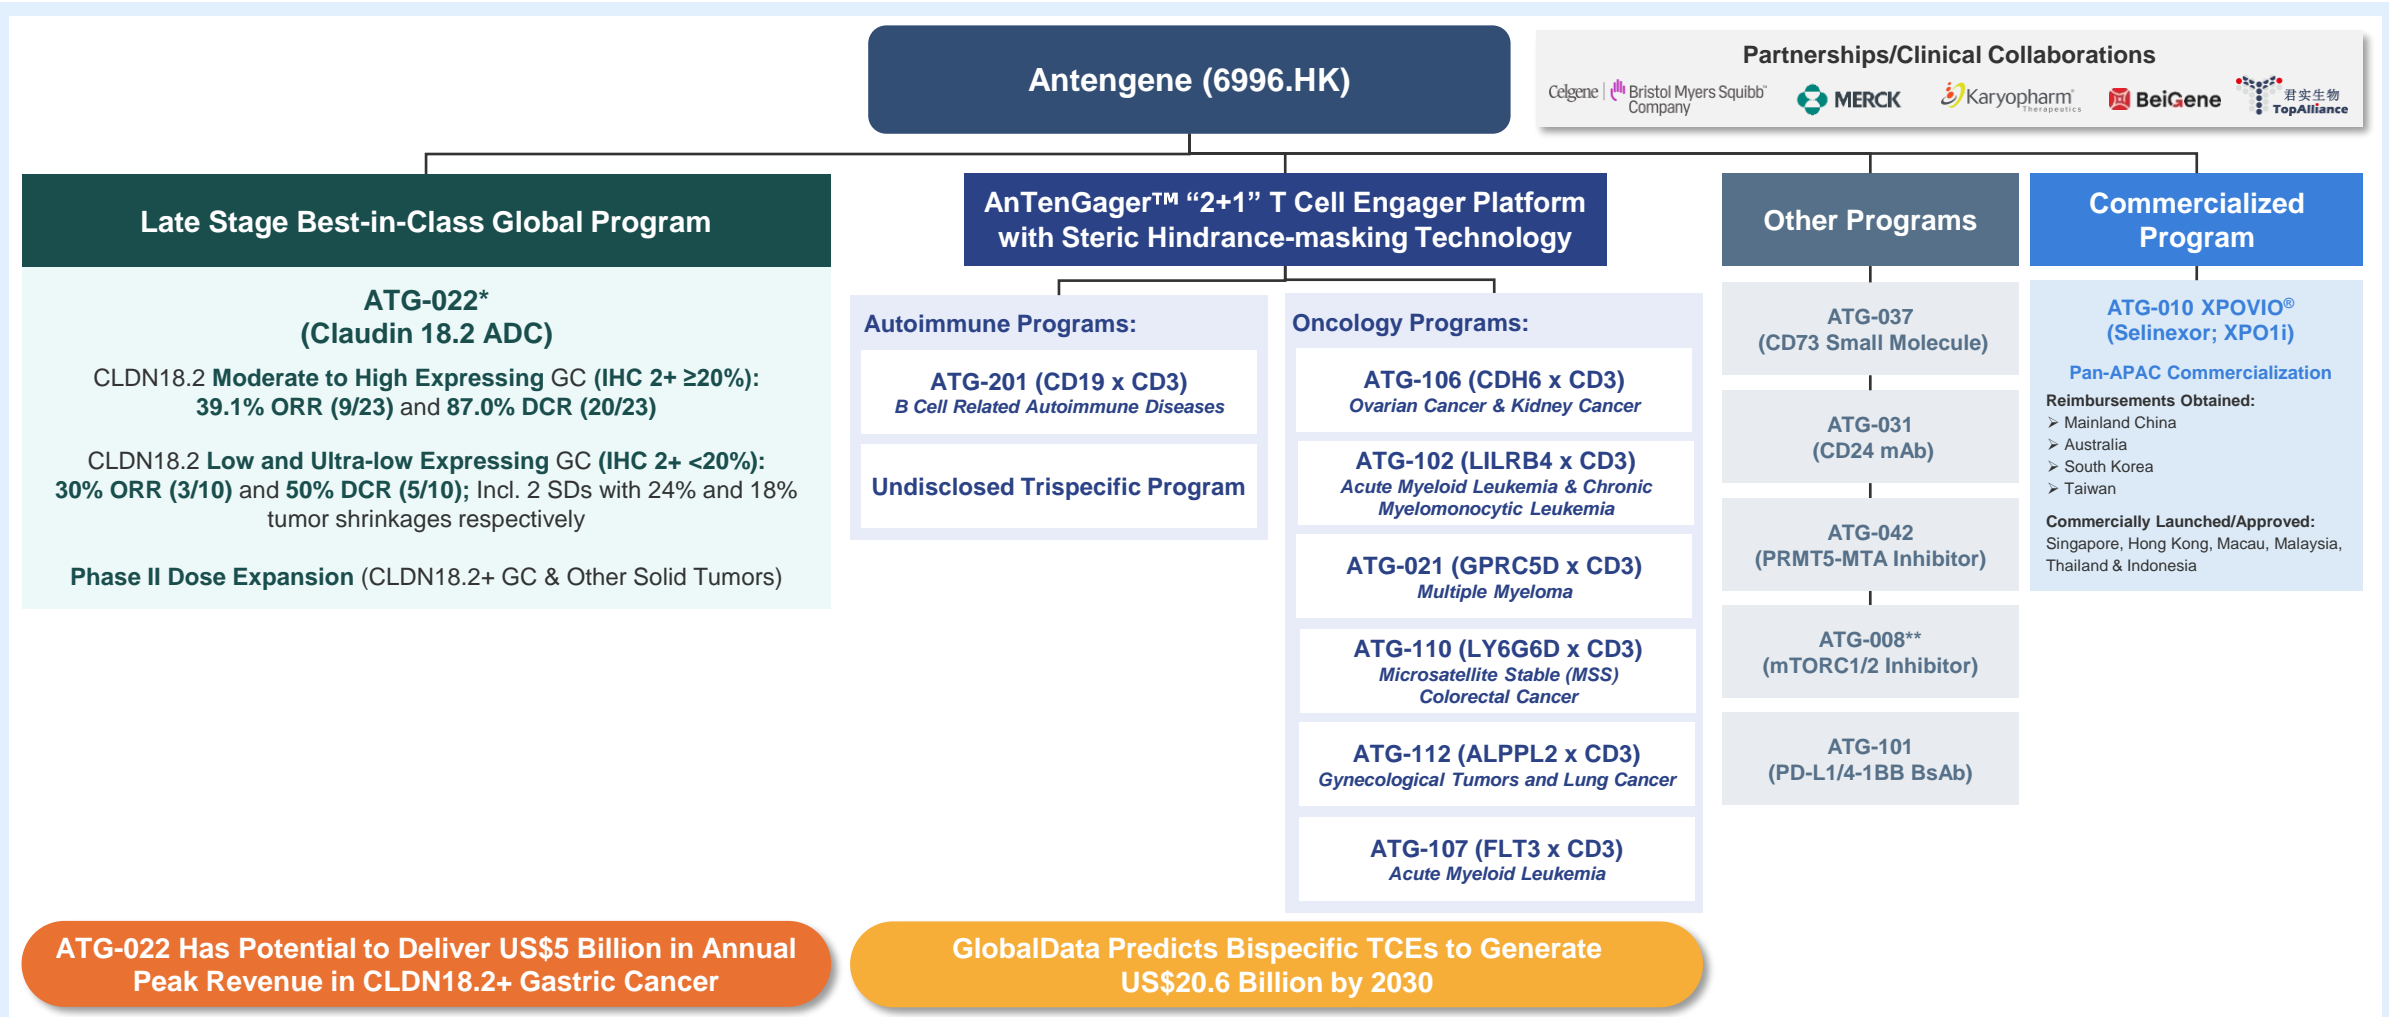 Antengene (6996.HK)
Partnerships/Clinical Collaborations
Celgene | Bristol Myers Squibb™
Company
MERCK
Karyopharm®
Therapeutics
BeiGene
君实生物
TopAlliance
Late Stage Best-in-Class Global Program
ATG-022*
(Claudin 18.2 ADC)
CLDN18.2 Moderate to High Expressing GC (IHC 2+ ≥20%):
39.1% ORR (9/23) and 87.0% DCR (20/23)
CLDN18.2 Low and Ultra-low Expressing GC (IHC 2+ <20%):
30% ORR (3/10) and 50% DCR (5/10); Incl. 2 SDs with 24% and 18%
tumor shrinkages respectively
Phase II Dose Expansion (CLDN18.2+ GC & Other Solid Tumors)
ATG-022 Has Potential to Deliver US$5 Billion in Annual
Peak Revenue in CLDN18.2+ Gastric Cancer
AnTenGager™ “2+1” T Cell Engager Platform
with Steric Hindrance-masking Technology
Autoimmune Programs:
ATG-201 (CD19 x CD3)
B Cell Related Autoimmune Diseases
Undisclosed Trispecific Program
Oncology Programs:
ATG-106 (CDH6 x CD3)
Ovarian Cancer & Kidney Cancer
ATG-102 (LILRB4 x CD3)
Acute Myeloid Leukemia & Chronic
Myelomonocytic Leukemia
ATG-021 (GPRC5D x CD3)
Multiple Myeloma
ATG-110 (LY6G6D x CD3)
Microsatellite Stable (MSS)
Colorectal Cancer
ATG-112 (ALPPL2 x CD3)
Gynecological Tumors and Lung Cancer
ATG-107 (FLT3 x CD3)
Acute Myeloid Leukemia
GlobalData Predicts Bispecific TCEs to Generate
US$20.6 Billion by 2030
Other Programs
ATG-037
(CD73 Small Molecule)
ATG-031
(CD24 mAb)
ATG-042
(PRMT5-MTA Inhibitor)
ATG-008**
(mTORC1/2 Inhibitor)
ATG-101
(PD-L1/4-1BB BsAb)
Commercialized
Program
ATG-010 XPOVIO®
(Selinexor; XPO1i)
Pan-APAC Commercialization
Reimbursements Obtained:
➢ Mainland China
➢ Australia
➢ South Korea
➢ Taiwan
Commercially Launched/Approved:
Singapore, Hong Kong, Macau, Malaysia,
Thailand & Indonesia